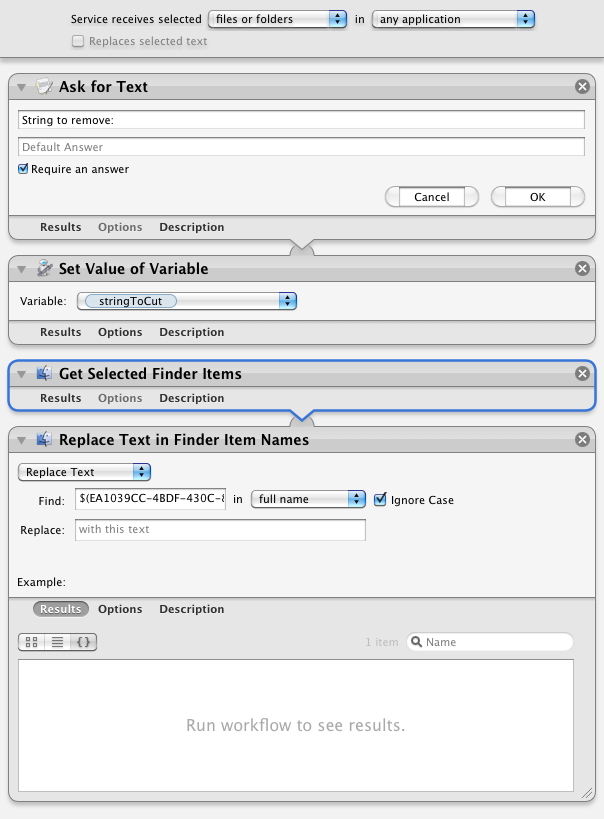 Service receives selected files or folders in any application
Replaces selected text
Ask for Text
String to remove:
Default Answer
Require an answer
Cancel OK
Results Options Description
Set Value of Variable
Variable: stringToCut
Results Options Description
Get Selected Finder Items
Results Options Description
Replace Text in Finder Item Names
Replace Text
Find: $(EA1039CC-4BDF-430C-8 in full name Ignore Case
Replace: with this text
Example:
Results Options Description
{} 1 item Name
Run workflow to see results.